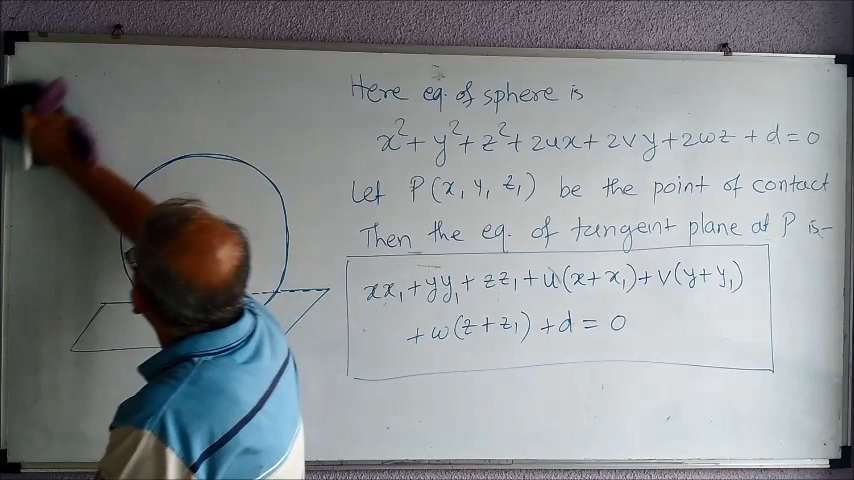 Here eq. of sphere is
x² + y² + z² + 2ux + 2vy + 2wz + d = 0
Let P(x₁ y₁ z₁) be the point of contact
Then the eq. of tangent plane at P is -
xx₁ + yy₁ + zz₁ + u(x+x₁) + v(y+y₁)
+ w(z+z₁) + d = 0